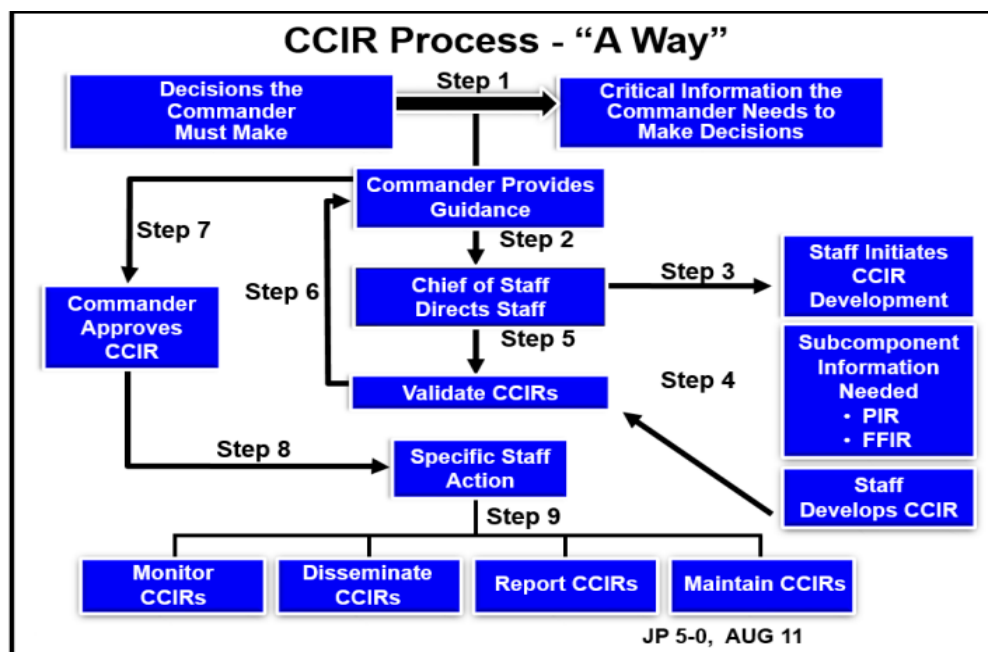 CCIR Process - “A Way”
Step 1
Decisions the
Commander
Must Make
Critical Information the
Commander Needs to
Make Decisions
Commander Provides
Guidance
Step 7
Step 2
Step 3
Staff Initiates
CCIR
Development
Step 6
Chief of Staff
Directs Staff
Commander
Approves
CCIR
Step 5
Subcomponent
Information
Needed
• PIR
• FFIR
Step 4
Validate CCIRs
Step 8
Specific Staff
Action
Staff
Develops CCIR
Step 9
Monitor
CCIRs
Disseminate
CCIRs
Report CCIRs
Maintain CCIRs
JP 5-0, AUG 11